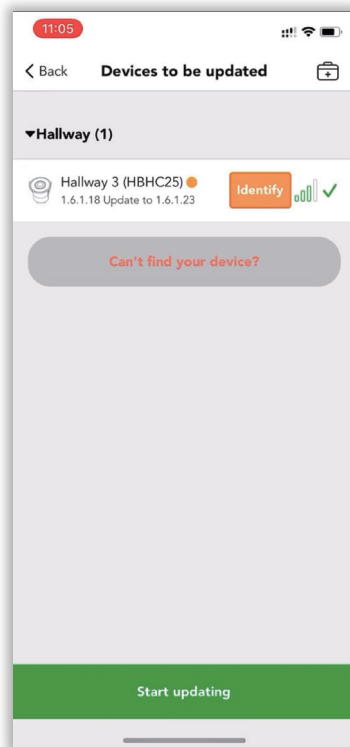 11:05
Back
Devices to be updated
Hallway (1)
Hallway 3 (HBHC25)
Identify
1.6.1.18 Update to 1.6.1.23
Can't find your device?
Start updating